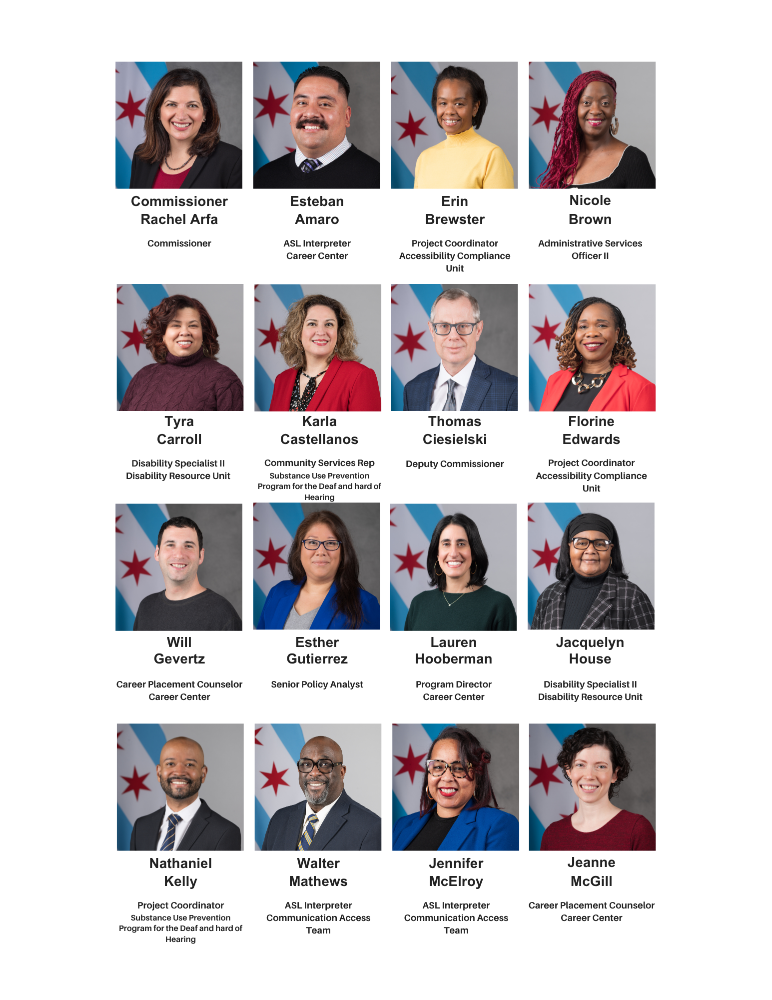 Commissioner
Rachel Arfa
Commissioner
Esteban
Amaro
ASL Interpreter
Career Center
Erin
Brewster
Project Coordinator
Accessibility Compliance
Unit
Nicole
Brown
Administrative Services
Officer II
Tyra
Carroll
Disability Specialist II
Disability Resource Unit
Karla
Castellanos
Community Services Rep
Substance Use Prevention
Program for the Deaf and hard of
Hearing
Thomas
Ciesielski
Deputy Commissioner
Florine
Edwards
Project Coordinator
Accessibility Compliance
Unit
Will
Gevertz
Career Placement Counselor
Career Center
Esther
Gutierrez
Senior Policy Analyst
Lauren
Hooberman
Program Director
Career Center
Jacquelyn
House
Disability Specialist II
Disability Resource Unit
Nathaniel
Kelly
Project Coordinator
Substance Use Prevention
Program for the Deaf and hard of
Hearing
Walter
Mathews
ASL Interpreter
Communication Access
Team
Jennifer
McElroy
ASL Interpreter
Communication Access
Team
Jeanne
McGill
Career Placement Counselor
Career Center